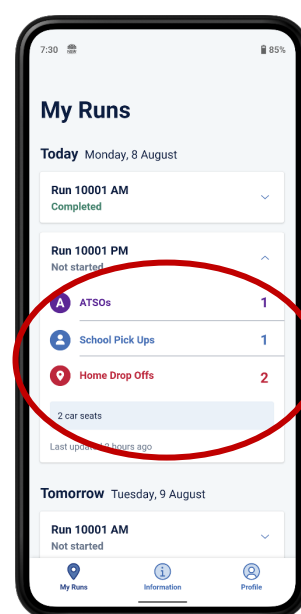 7:30 85%
My Runs
Today Monday, 8 August
Run 10001 AM
Completed
Run 10001 PM
Not started
A ATSOs 1
School Pick Ups 1
Home Drop Offs 2
2 car seats
Last updated 2 hours ago
Tomorrow Tuesday, 9 August
Run 10001 AM
Not started
My Runs Information Profile